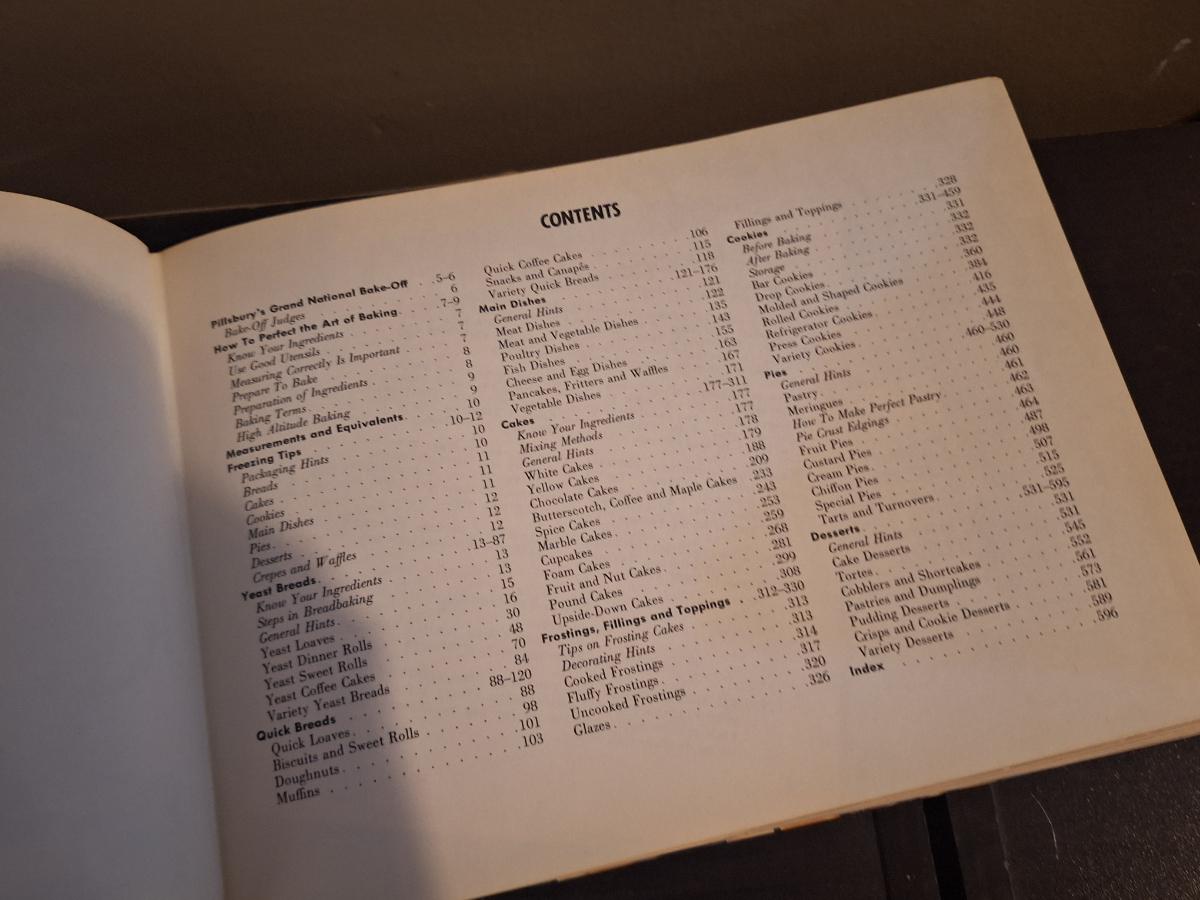 CONTENTS
Pillsbury's Grand National Bake-Off . 5–6
Bake-Off Judges . . . 6
How To Perfect the Art of Baking . . . 7–9
Know Your Ingredients . . . 7
Use Good Utensils . . . 7
Measuring Correctly Is Important . . . 7
Prepare To Bake . . . 8
Preparation of Ingredients . . . 8
Baking Terms . . . 9
High Altitude Baking . . . 9
Measurements and Equivalents . . . 10
Freezing Tips . . . 10–12
Packaging Hints . . . 10
Breads . . . 10
Cakes . . . 11
Cookies . . . 11
Main Dishes . . . 11
Pies . . . 12
Desserts . . . 12
Crepes and Waffles . . . 12
Yeast Breads . . . 13–87
Know Your Ingredients . . . 13
Steps in Breadbaking . . . 13
General Hints . . . 15
Yeast Loaves . . . 16
Yeast Dinner Rolls . . . 30
Yeast Sweet Rolls . . . 48
Yeast Coffee Cakes . . . 70
Variety Yeast Breads . . . 84
Quick Breads . . . 88–120
Quick Loaves . . . 88
Biscuits and Sweet Rolls . . . 98
Doughnuts . . . 101
Muffins . . . 103
Quick Coffee Cakes . . . 106
Snacks and Canapés . . . 115
Variety Quick Breads . . . 118
Main Dishes . . . 121–176
General Hints . . . 121
Meat Dishes . . . 122
Meat and Vegetable Dishes . . . 135
Poultry Dishes . . . 143
Fish Dishes . . . 155
Cheese and Egg Dishes . . . 163
Pancakes, Fritters and Waffles . . . 167
Vegetable Dishes . . . 171
Cakes . . . 177–311
Know Your Ingredients . . . 177
Mixing Methods . . . 177
General Hints . . . 178
White Cakes . . . 179
Yellow Cakes . . . 188
Chocolate Cakes . . . 209
Butterscotch, Coffee and Maple Cakes . 233
Spice Cakes . . . 243
Marble Cakes . . . 253
Cupcakes . . . 259
Foam Cakes . . . 268
Fruit and Nut Cakes . . . 281
Pound Cakes . . . 299
Upside-Down Cakes . . . 308
Frostings, Fillings and Toppings . . . 312–330
Tips on Frosting Cakes . . . 313
Decorating Hints . . . 313
Cooked Frostings . . . 314
Fluffy Frostings . . . 317
Uncooked Frostings . . . 320
Glazes . . . 326
Fillings and Toppings . . . 328
Cookies . . . 331–459
Before Baking . . . 331
After Baking . . . 332
Storage . . . 332
Bar Cookies . . . 332
Drop Cookies . . . 360
Molded and Shaped Cookies . . . 384
Rolled Cookies . . . 416
Refrigerator Cookies . . . 435
Press Cookies . . . 444
Variety Cookies . . . 448
Pies . . . 460–530
General Hints . . . 460
Pastry . . . 460
Meringues . . . 461
How To Make Perfect Pastry . . . 462
Pie Crust Edgings . . . 463
Fruit Pies . . . 464
Custard Pies . . . 487
Cream Pies . . . 498
Chiffon Pies . . . 507
Special Pies . . . 515
Tarts and Turnovers . . . 525
Desserts . . . 531–595
General Hints . . . 531
Cake Desserts . . . 531
Tortes . . . 545
Cobblers and Shortcakes . . . 552
Pastries and Dumplings . . . 561
Pudding Desserts . . . 573
Crisps and Cookie Desserts . . . 581
Variety Desserts . . . 589
Index . . . 596